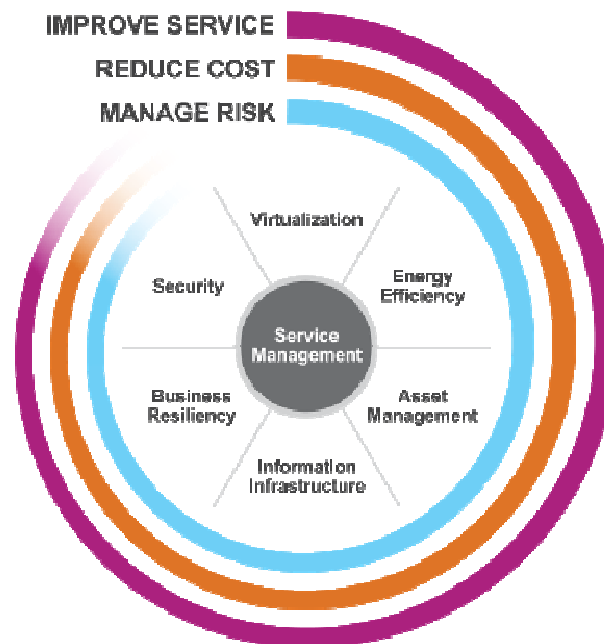 IMPROVE SERVICE
REDUCE COST
MANAGE RISK
Virtualization
Energy
Efficiency
Security
Service
Management
Business
Resiliency
Asset
Management
Information
Infrastructure